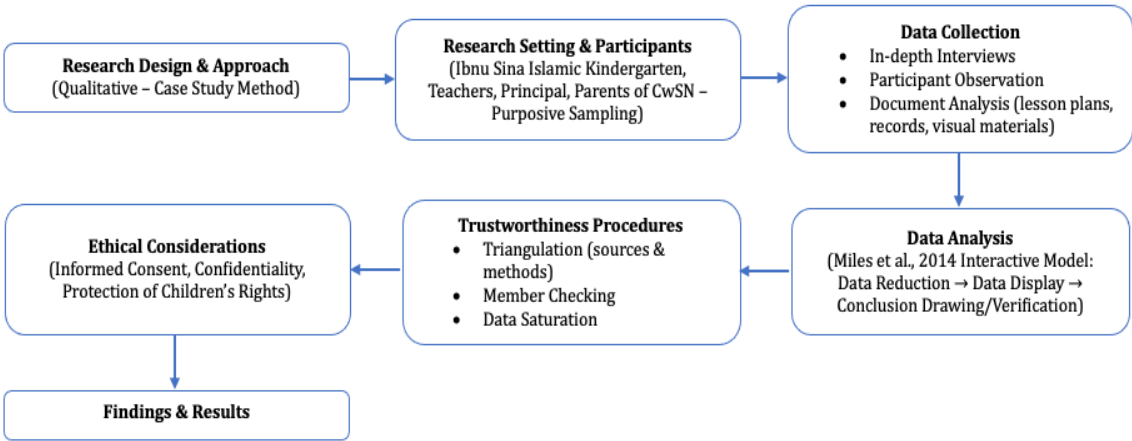 Research Design & Approach
(Qualitative – Case Study Method)
Research Setting & Participants
(Ibnu Sina Islamic Kindergarten,
Teachers, Principal, Parents of CwSN –
Purposive Sampling)
Data Collection
• In-depth Interviews
• Participant Observation
• Document Analysis (lesson plans,
records, visual materials)
Data Analysis
(Miles et al., 2014 Interactive Model:
Data Reduction → Data Display →
Conclusion Drawing/Verification)
Trustworthiness Procedures
• Triangulation (sources &
methods)
• Member Checking
• Data Saturation
Ethical Considerations
(Informed Consent, Confidentiality,
Protection of Children’s Rights)
Findings & Results